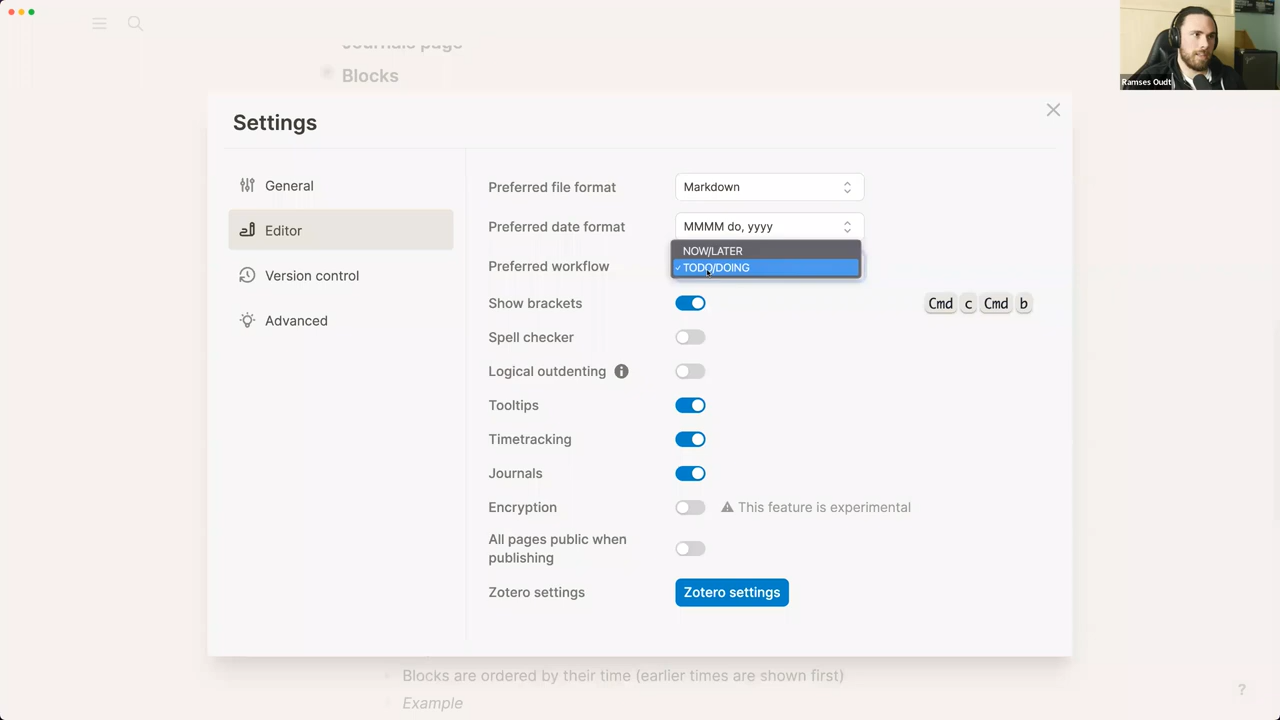 Journals page
Blocks
Ramses Oudt
Settings
General
Editor
Version control
Advanced
Preferred file format
Markdown
Preferred date format
MMMM do, yyyy
Preferred workflow
NOW/LATER
✓ TODO/DOING
Show brackets
Cmd c Cmd b
Spell checker
Logical outdenting
Tooltips
Timetracking
Journals
Encryption
This feature is experimental
All pages public when
publishing
Zotero settings
Zotero settings
Blocks are ordered by their time (earlier times are shown first)
Example
?